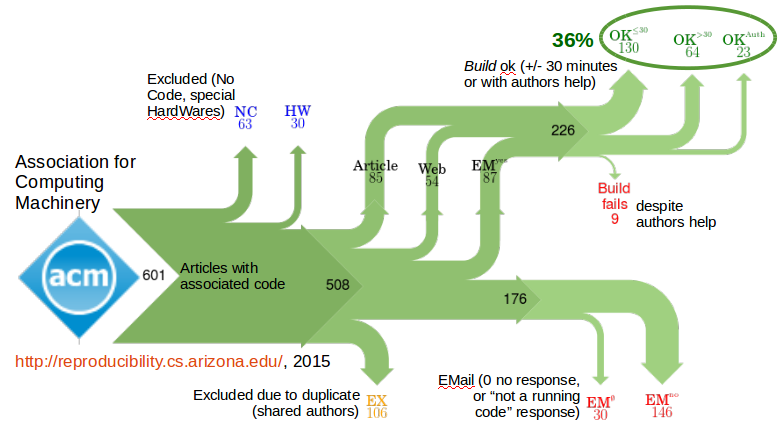 36%
OK≤30
130
OK>30
64
OKAuth
23
Build ok (+/- 30 minutes
or with authors help)
Excluded (No
Code, special
HardWares)
NC
63
HW
30
226
Article
85
Web
54
EMyes
87
Build
fails
9
despite
authors help
Association for
Computing
Machinery
acm
601
Articles with
associated code
508
176
http://reproducibility.cs.arizona.edu/, 2015
Excluded due to duplicate
(shared authors)
EX
106
EMail (0 no response,
or “not a running
code” response)
EMø
30
EMno
146